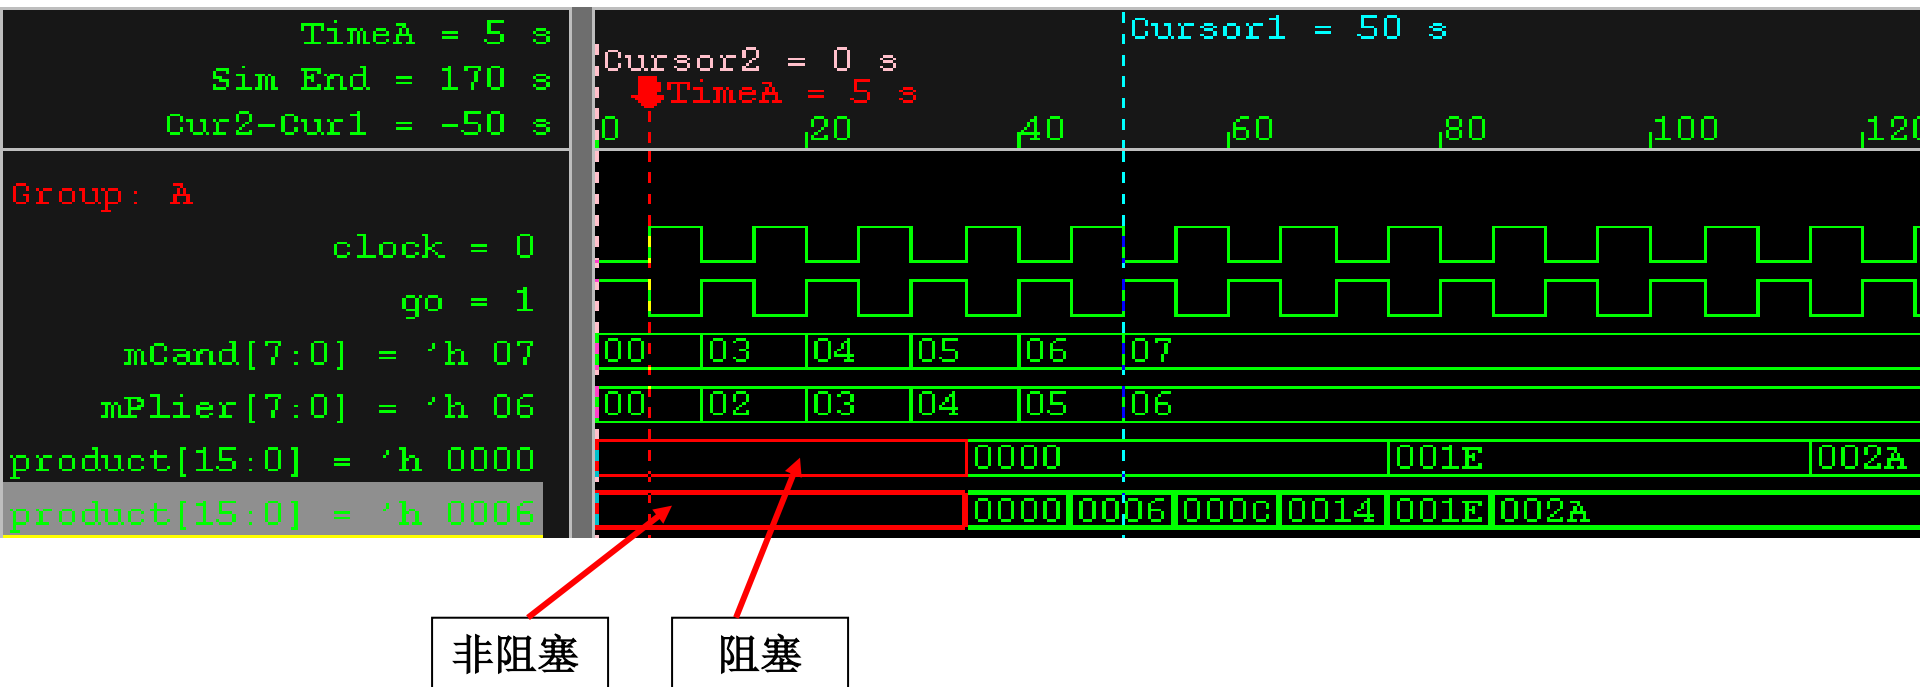 TimeA = 5 s
Sim End = 170 s
Cur2-Cur1 = -50 s
Cursor1 = 50 s
Cursor2 = 0 s
TimeA = 5 s
0 20 40 60 80 100 120
Group: A
clock = 0
go = 1
mCand[7:0] = 'h 07 00 03 04 05 06 07
mPlier[7:0] = 'h 06 00 02 03 04 05 06
product[15:0] = 'h 0000 0000 001E 002A
product[15:0] = 'h 0006 0000 0006 000C 0014 001E 002A
非阻塞 阻塞